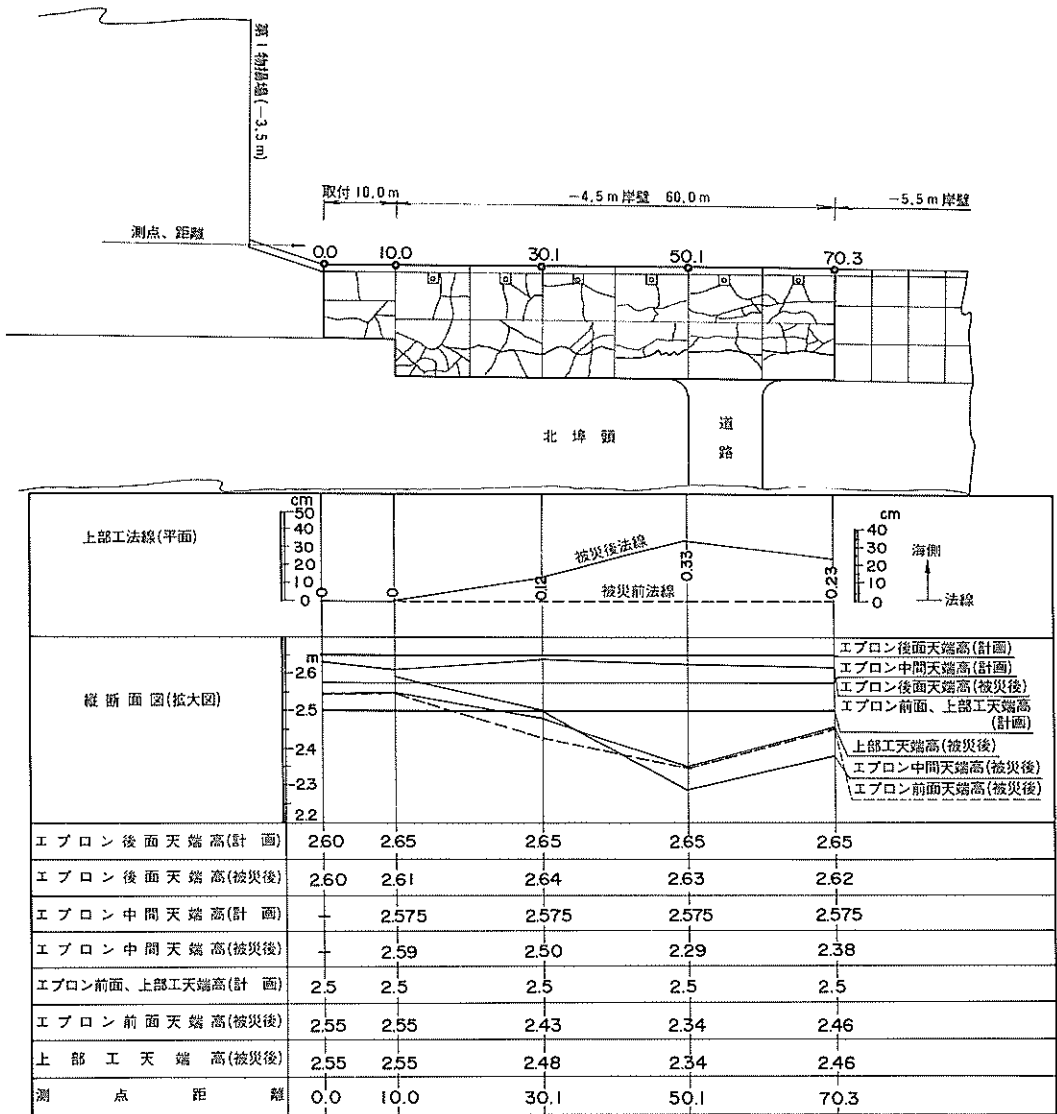 第1物揚場(−3.5m)
取付 10.0m
−4.5m岸壁 60.0m
−5.5m岸壁
測点、距離
0.0 10.0 30.1 50.1 70.3
北埠頭
道路
上部工法線(平面)
cm
50
40
30
20
10
0
0 0 0.12 0.33 0.23
被災後法線
被災前法線
cm
40
30
20
10
0
海側
法線
縦断面図(拡大図)
m
2.6
2.5
2.4
2.3
2.2
エプロン後面天端高(計画)
エプロン中間天端高(計画)
エプロン後面天端高(被災後)
エプロン前面、上部工天端高
(計画)
上部工天端高(被災後)
エプロン中間天端高(被災後)
エプロン前面天端高(被災後)
エプロン後面天端高(計画) 2.60 2.65 2.65 2.65 2.65
エプロン後面天端高(被災後) 2.60 2.61 2.64 2.63 2.62
エプロン中間天端高(計画) − 2.575 2.575 2.575 2.575
エプロン中間天端高(被災後) − 2.59 2.50 2.29 2.38
エプロン前面、上部工天端高(計画) 2.5 2.5 2.5 2.5 2.5
エプロン前面天端高(被災後) 2.55 2.55 2.43 2.34 2.46
上部工天端高(被災後) 2.55 2.55 2.48 2.34 2.46
測点距離 0.0 10.0 30.1 50.1 70.3